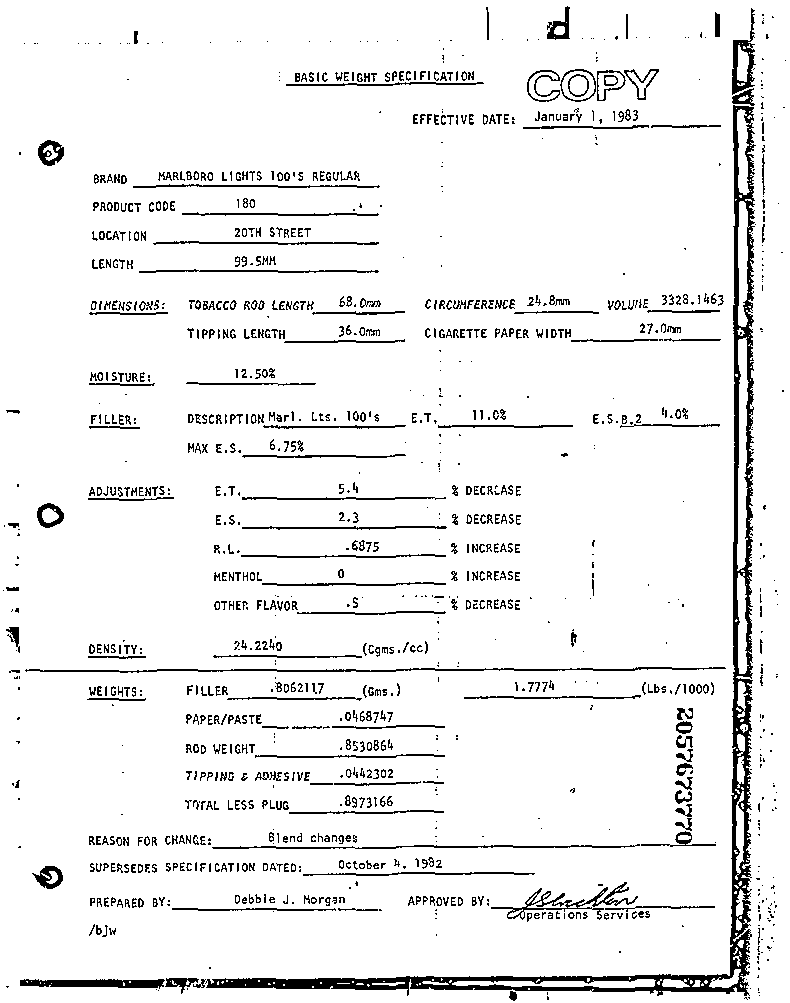 d
BASIC WEIGHT SPECIFICATION
COPY
EFFECTIVE DATE: January 1, 1983
BRAND MARLBORO LIGHTS 100'S REGULAR
PRODUCT CODE 180
LOCATION 20TH STREET
LENGTH 99.5MM
DIMENSIONS: TOBACCO ROD LENGTH 68.0mm CIRCUMFERENCE 24.8mm VOLUME 3328.1463
TIPPING LENGTH 36.0mm CIGARETTE PAPER WIDTH 27.0mm
MOISTURE: 12.50%
FILLER: DESCRIPTION Marl. Lts. 100's E.T. 11.0% E.S.B.2 4.0%
MAX E.S. 6.75%
ADJUSTMENTS: E.T. 5.4 % DECREASE
E.S. 2.3 % DECREASE
R.L. .6875 % INCREASE
MENTHOL 0 % INCREASE
OTHER FLAVOR .5 % DECREASE
DENSITY: 24.2240 (Cgms./cc)
WEIGHTS: FILLER .8062117 (Gms.) 1.7774 (Lbs./1000)
PAPER/PASTE .0468747
ROD WEIGHT .8530864
TIPPING & ADHESIVE .0442302
TOTAL LESS PLUG .8973166
2057673770
REASON FOR CHANGE: Blend changes
SUPERSEDES SPECIFICATION DATED: October 4, 1982
PREPARED BY: Debbie J. Morgan APPROVED BY:
Operations Services
/bjw